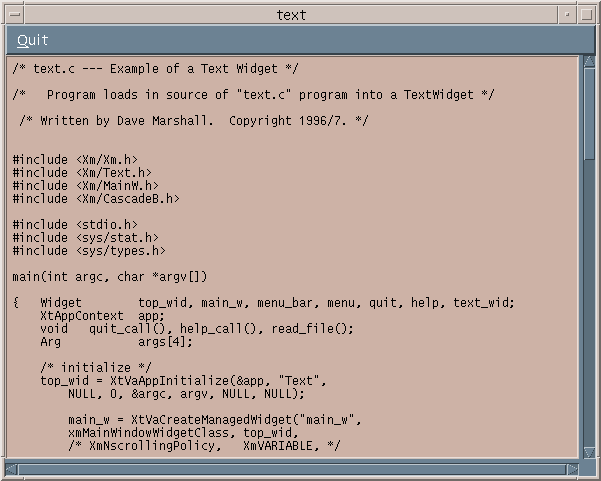 text
Quit
/* text.c --- Example of a Text Widget */
/*   Program loads in source of "text.c" program into a TextWidget */
/* Written by Dave Marshall.  Copyright 1996/7. */
#include <Xm/Xm.h>
#include <Xm/Text.h>
#include <Xm/MainW.h>
#include <Xm/CascadeB.h>
#include <stdio.h>
#include <sys/stat.h>
#include <sys/types.h>
main(int argc, char *argv[])
{   Widget        top_wid, main_w, menu_bar, menu, quit, help, text_wid;
    XtAppContext  app;
    void   quit_call(), help_call(), read_file();
    Arg           args[4];
    /* initialize */
    top_wid = XtVaAppInitialize(&app, "Text",
        NULL, 0, &argc, argv, NULL, NULL);
        main_w = XtVaCreateManagedWidget("main_w",
        xmMainWindowWidgetClass, top_wid,
        /* XmNscrollingPolicy,   XmVARIABLE, */